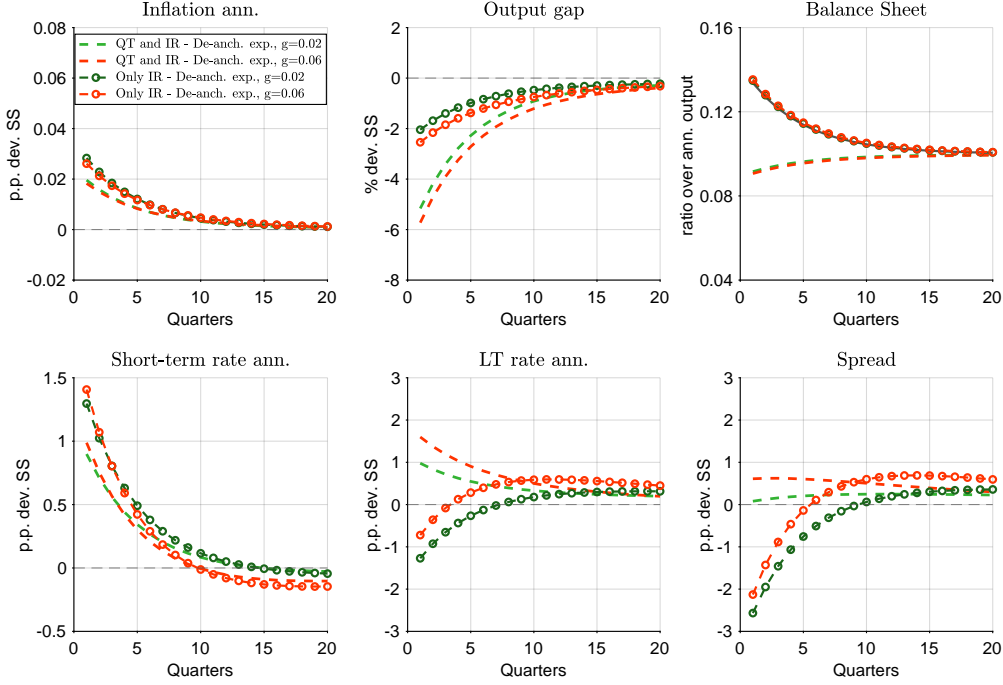 Inflation ann.
Output gap
Balance Sheet
0.08
0.06
0.04
0.02
0
-0.02
p.p. dev. SS
QT and IR - De-anch. exp., g=0.02
QT and IR - De-anch. exp., g=0.06
Only IR - De-anch. exp., g=0.02
Only IR - De-anch. exp., g=0.06
0 5 10 15 20
Quarters
2
0
-2
-4
-6
-8
% dev. SS
0 5 10 15 20
Quarters
0.16
0.12
0.08
0.04
ratio over ann. output
0 5 10 15 20
Quarters
Short-term rate ann.
LT rate ann.
Spread
1.5
1
0.5
0
-0.5
p.p. dev. SS
0 5 10 15 20
Quarters
3
2
1
0
-1
-2
-3
p.p. dev. SS
0 5 10 15 20
Quarters
3
2
1
0
-1
-2
-3
p.p. dev. SS
0 5 10 15 20
Quarters